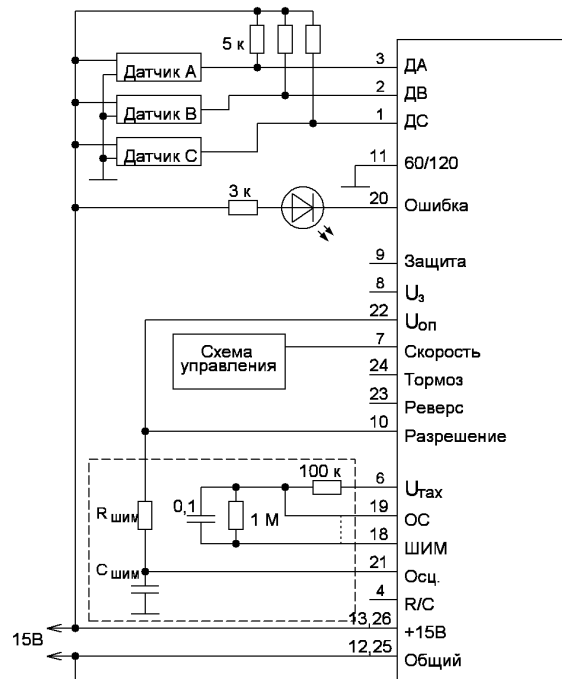 5 к
Датчик А
3 ДА
Датчик В
2 ДВ
Датчик С
1 ДС
11 60/120
3 к
20 Ошибка
9 Защита
8 Uз
22 Uоп
Схема управления
7 Скорость
24 Тормоз
23 Реверс
10 Разрешение
100 к
6 Uтах
R шим
0,1
1 М
19 ОС
18 ШИМ
C шим
21 Осц.
4 R/C
15В
13,26 +15В
12,25 Общий